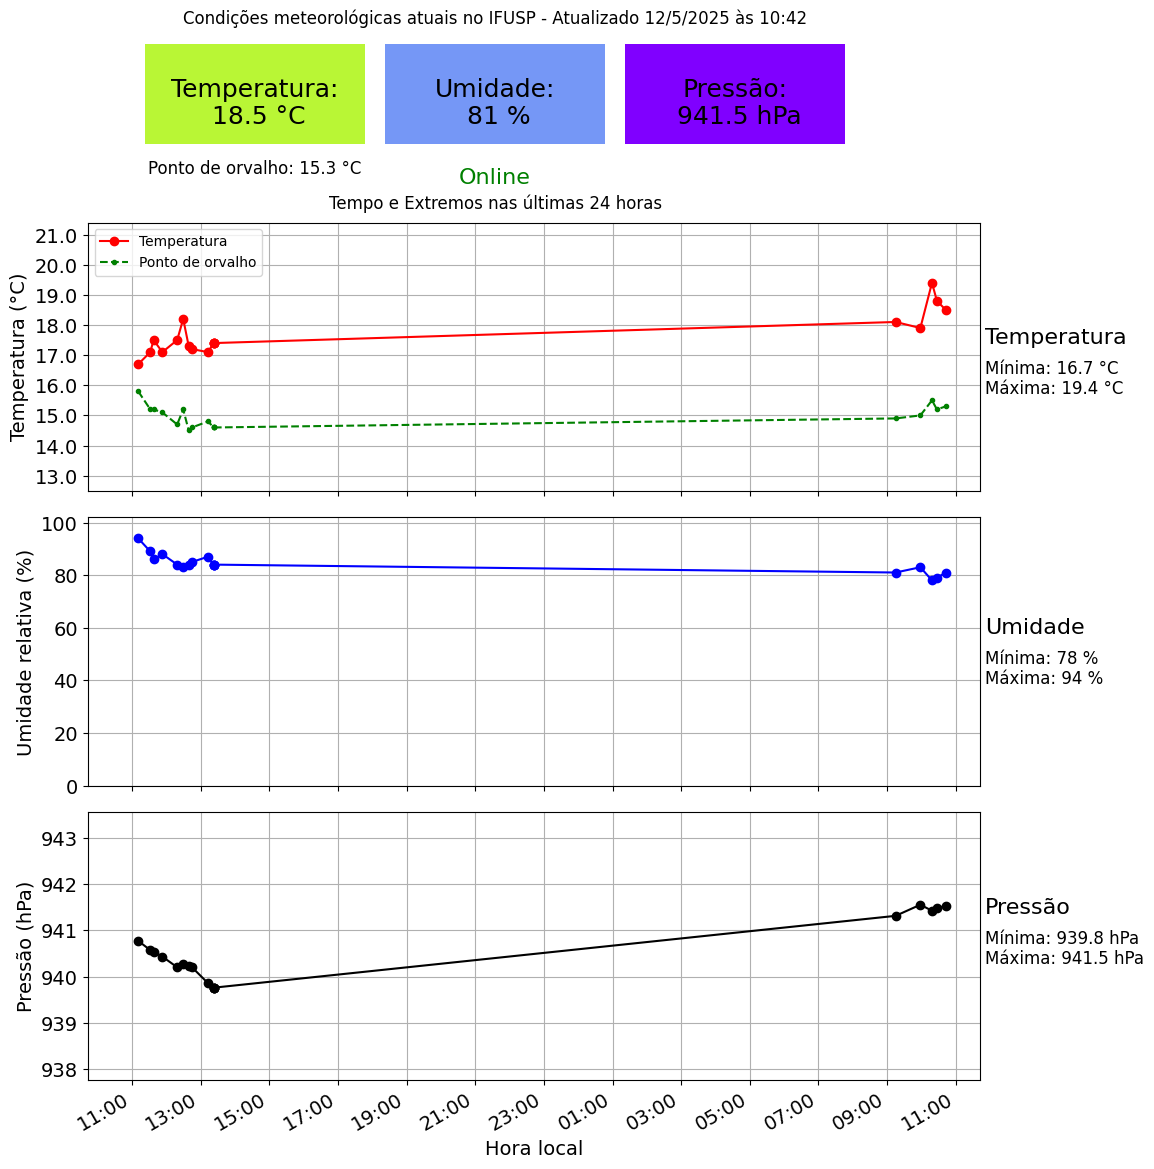 Condições meteorológicas atuais no IFUSP - Atualizado 12/5/2025 às 10:42
Temperatura:
18.5 °C
Umidade:
81 %
Pressão:
941.5 hPa
Ponto de orvalho: 15.3 °C
Online
Tempo e Extremos nas últimas 24 horas
Temperatura (°C)
21.0
20.0
19.0
18.0
17.0
16.0
15.0
14.0
13.0
Temperatura
Ponto de orvalho
Temperatura
Mínima: 16.7 °C
Máxima: 19.4 °C
Umidade relativa (%)
100
80
60
40
20
0
Umidade
Mínima: 78 %
Máxima: 94 %
Pressão (hPa)
943
942
941
940
939
938
Pressão
Mínima: 939.8 hPa
Máxima: 941.5 hPa
11:00 13:00 15:00 17:00 19:00 21:00 23:00 01:00 03:00 05:00 07:00 09:00 11:00
Hora local